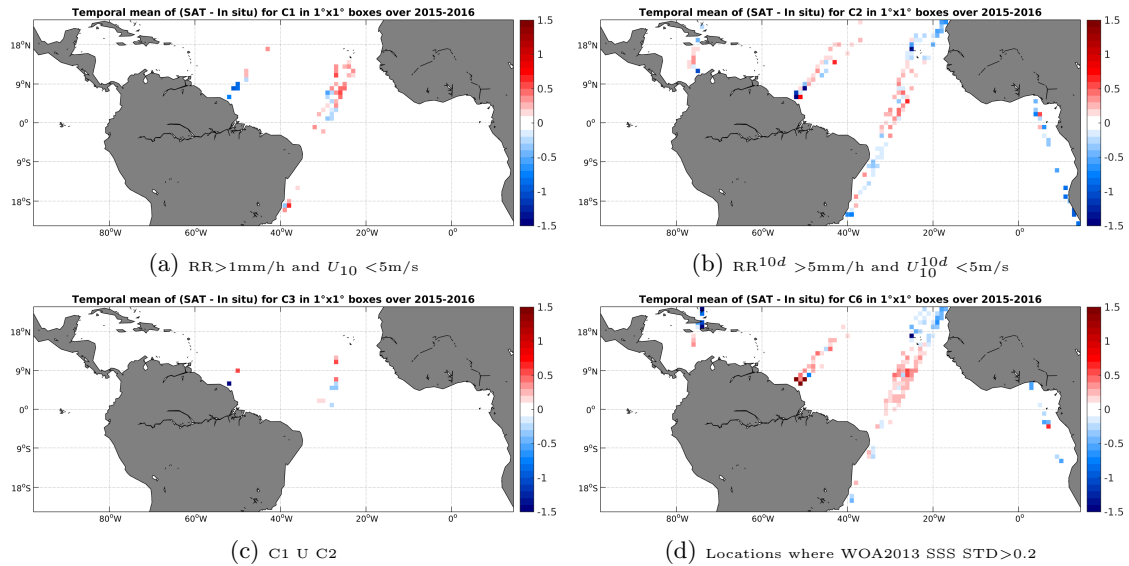 Temporal mean of (SAT - In situ) for C1 in 1°x1° boxes over 2015-2016
18°N
9°N
0°
9°S
18°S
80°W 60°W 40°W 20°W 0°
1.5
1
0.5
0
-0.5
-1
-1.5
(a) RR>1mm/h and U10 <5m/s
Temporal mean of (SAT - In situ) for C2 in 1°x1° boxes over 2015-2016
18°N
9°N
0°
9°S
18°S
80°W 60°W 40°W 20°W 0°
1.5
1
0.5
0
-0.5
-1
-1.5
(b) RR^10d >5mm/h and U10^10d <5m/s
Temporal mean of (SAT - In situ) for C3 in 1°x1° boxes over 2015-2016
18°N
9°N
0°
9°S
18°S
80°W 60°W 40°W 20°W 0°
1.5
1
0.5
0
-0.5
-1
-1.5
(c) C1 U C2
Temporal mean of (SAT - In situ) for C6 in 1°x1° boxes over 2015-2016
18°N
9°N
0°
9°S
18°S
80°W 60°W 40°W 20°W 0°
1.5
1
0.5
0
-0.5
-1
-1.5
(d) Locations where WOA2013 SSS STD>0.2